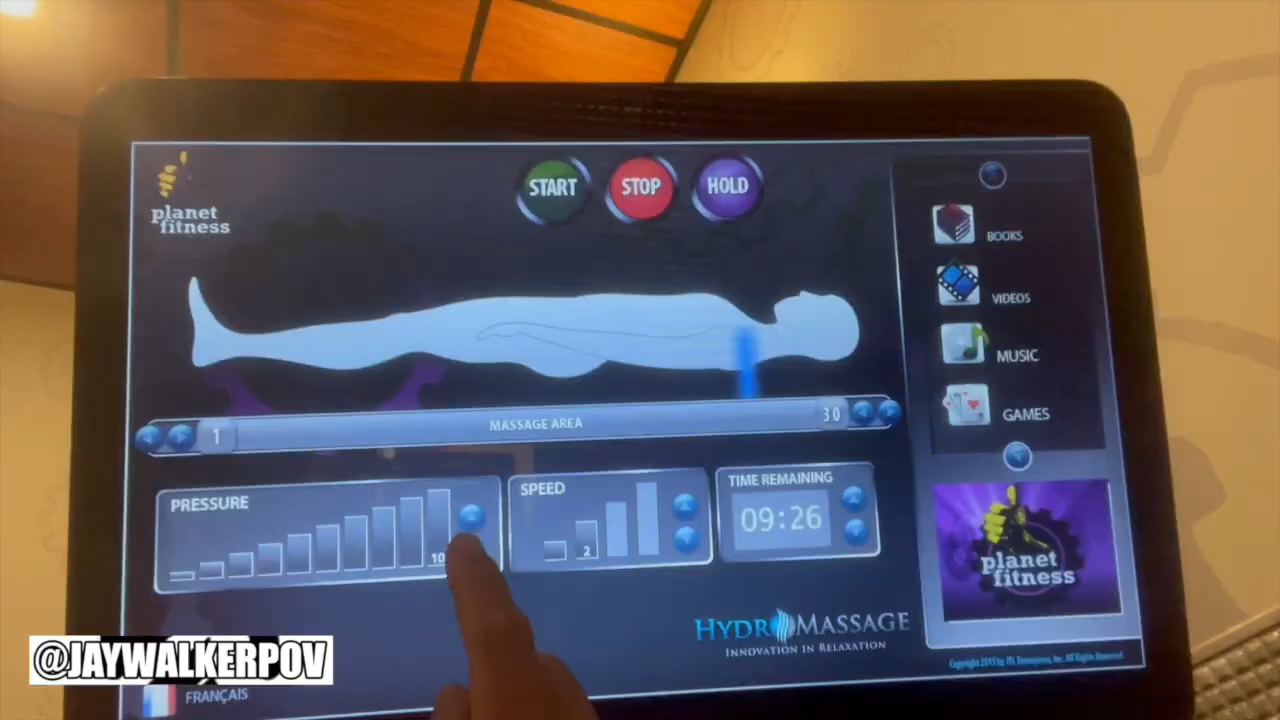 planet
fitness
START
STOP
HOLD
BOOKS
VIDEOS
MUSIC
GAMES
1
MASSAGE AREA
30
PRESSURE
10
SPEED
2
TIME REMAINING
09:26
planet
fitness
HYDROMASSAGE
INNOVATION IN RELAXATION
@JAYWALKERPOV
FRANÇAIS